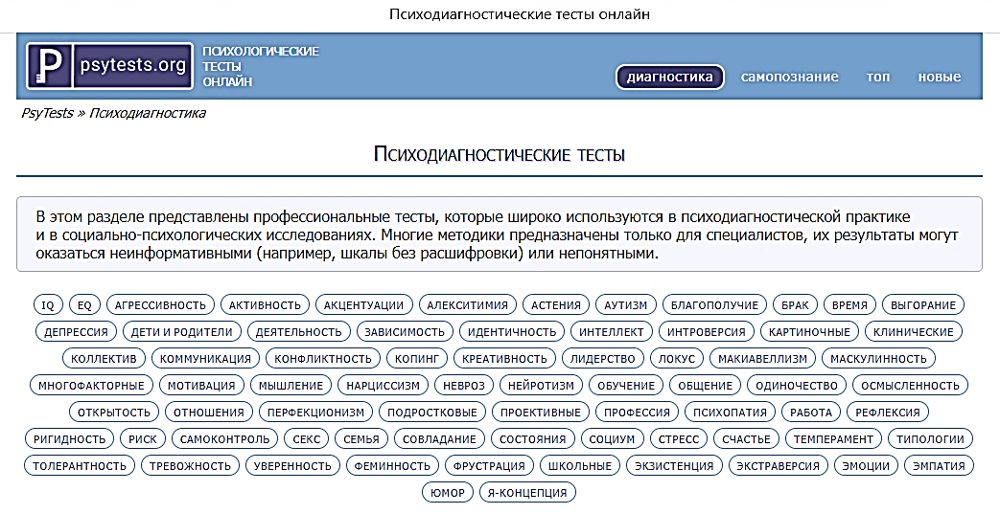 Психодиагностические тесты онлайн
P psytests.org
ПСИХОЛОГИЧЕСКИЕ
ТЕСТЫ
ОНЛАЙН
диагностика самопознание топ новые
PsyTests » Психодиагностика
Психодиагностические тесты
В этом разделе представлены профессиональные тесты, которые широко используются в психодиагностической практике
и в социально-психологических исследованиях. Многие методики предназначены только для специалистов, их результаты могут
оказаться неинформативными (например, шкалы без расшифровки) или непонятными.
IQ EQ АГРЕССИВНОСТЬ АКТИВНОСТЬ АКЦЕНТУАЦИИ АЛЕКСИТИМИЯ АСТЕНИЯ АУТИЗМ БЛАГОПОЛУЧИЕ БРАК ВРЕМЯ ВЫГОРАНИЕ
ДЕПРЕССИЯ ДЕТИ И РОДИТЕЛИ ДЕЯТЕЛЬНОСТЬ ЗАВИСИМОСТЬ ИДЕНТИЧНОСТЬ ИНТЕЛЛЕКТ ИНТРОВЕРСИЯ КАРТИНОЧНЫЕ КЛИНИЧЕСКИЕ
КОЛЛЕКТИВ КОММУНИКАЦИЯ КОНФЛИКТНОСТЬ КОПИНГ КРЕАТИВНОСТЬ ЛИДЕРСТВО ЛОКУС МАКИАВЕЛЛИЗМ МАСКУЛИННОСТЬ
МНОГОФАКТОРНЫЕ МОТИВАЦИЯ МЫШЛЕНИЕ НАРЦИССИЗМ НЕВРОЗ НЕЙРОТИЗМ ОБУЧЕНИЕ ОБЩЕНИЕ ОДИНОЧЕСТВО ОСМЫСЛЕННОСТЬ
ОТКРЫТОСТЬ ОТНОШЕНИЯ ПЕРФЕКЦИОНИЗМ ПОДРОСТКОВЫЕ ПРОЕКТИВНЫЕ ПРОФЕССИЯ ПСИХОПАТИЯ РАБОТА РЕФЛЕКСИЯ
РИГИДНОСТЬ РИСК САМОКОНТРОЛЬ СЕКС СЕМЬЯ СОВЛАДАНИЕ СОСТОЯНИЯ СОЦИУМ СТРЕСС СЧАСТЬЕ ТЕМПЕРАМЕНТ ТИПОЛОГИИ
ТОЛЕРАНТНОСТЬ ТРЕВОЖНОСТЬ УВЕРЕННОСТЬ ФЕМИННОСТЬ ФРУСТРАЦИЯ ШКОЛЬНЫЕ ЭКЗИСТЕНЦИЯ ЭКСТРАВЕРСИЯ ЭМОЦИИ ЭМПАТИЯ
ЮМОР Я-КОНЦЕПЦИЯ